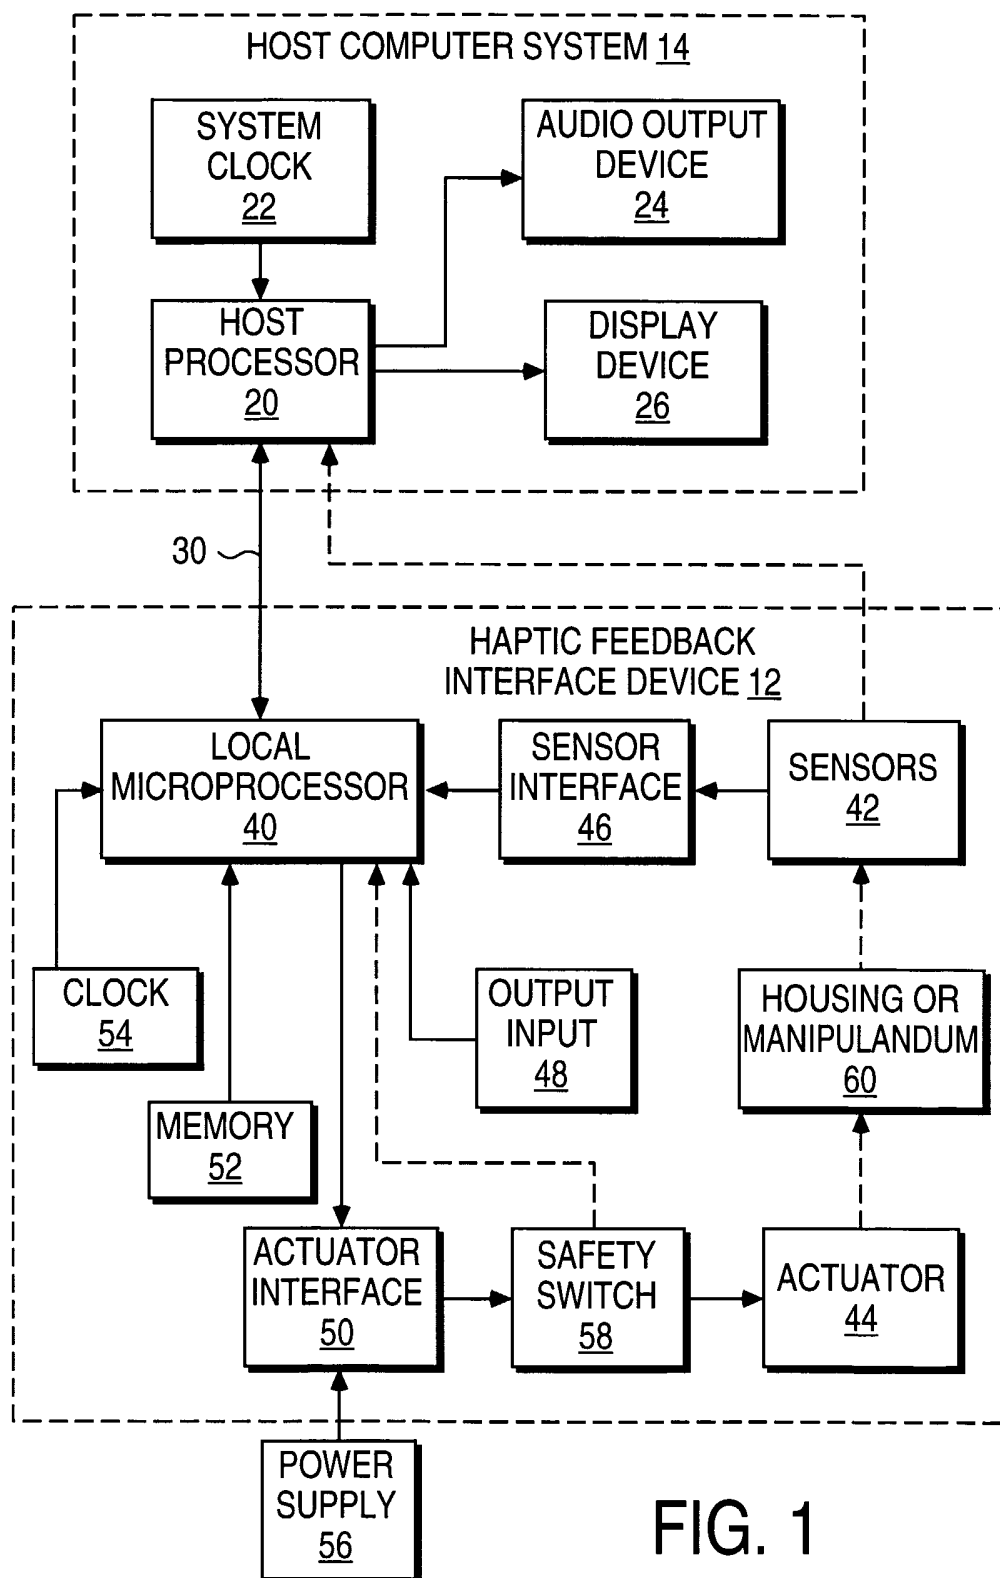 HOST COMPUTER SYSTEM 14
SYSTEM
CLOCK
22
AUDIO OUTPUT
DEVICE
24
HOST
PROCESSOR
20
DISPLAY
DEVICE
26
30
HAPTIC FEEDBACK
INTERFACE DEVICE 12
LOCAL
MICROPROCESSOR
40
SENSOR
INTERFACE
46
SENSORS
42
CLOCK
54
OUTPUT
INPUT
48
HOUSING OR
MANIPULANDUM
60
MEMORY
52
ACTUATOR
INTERFACE
50
SAFETY
SWITCH
58
ACTUATOR
44
POWER
SUPPLY
56
FIG. 1